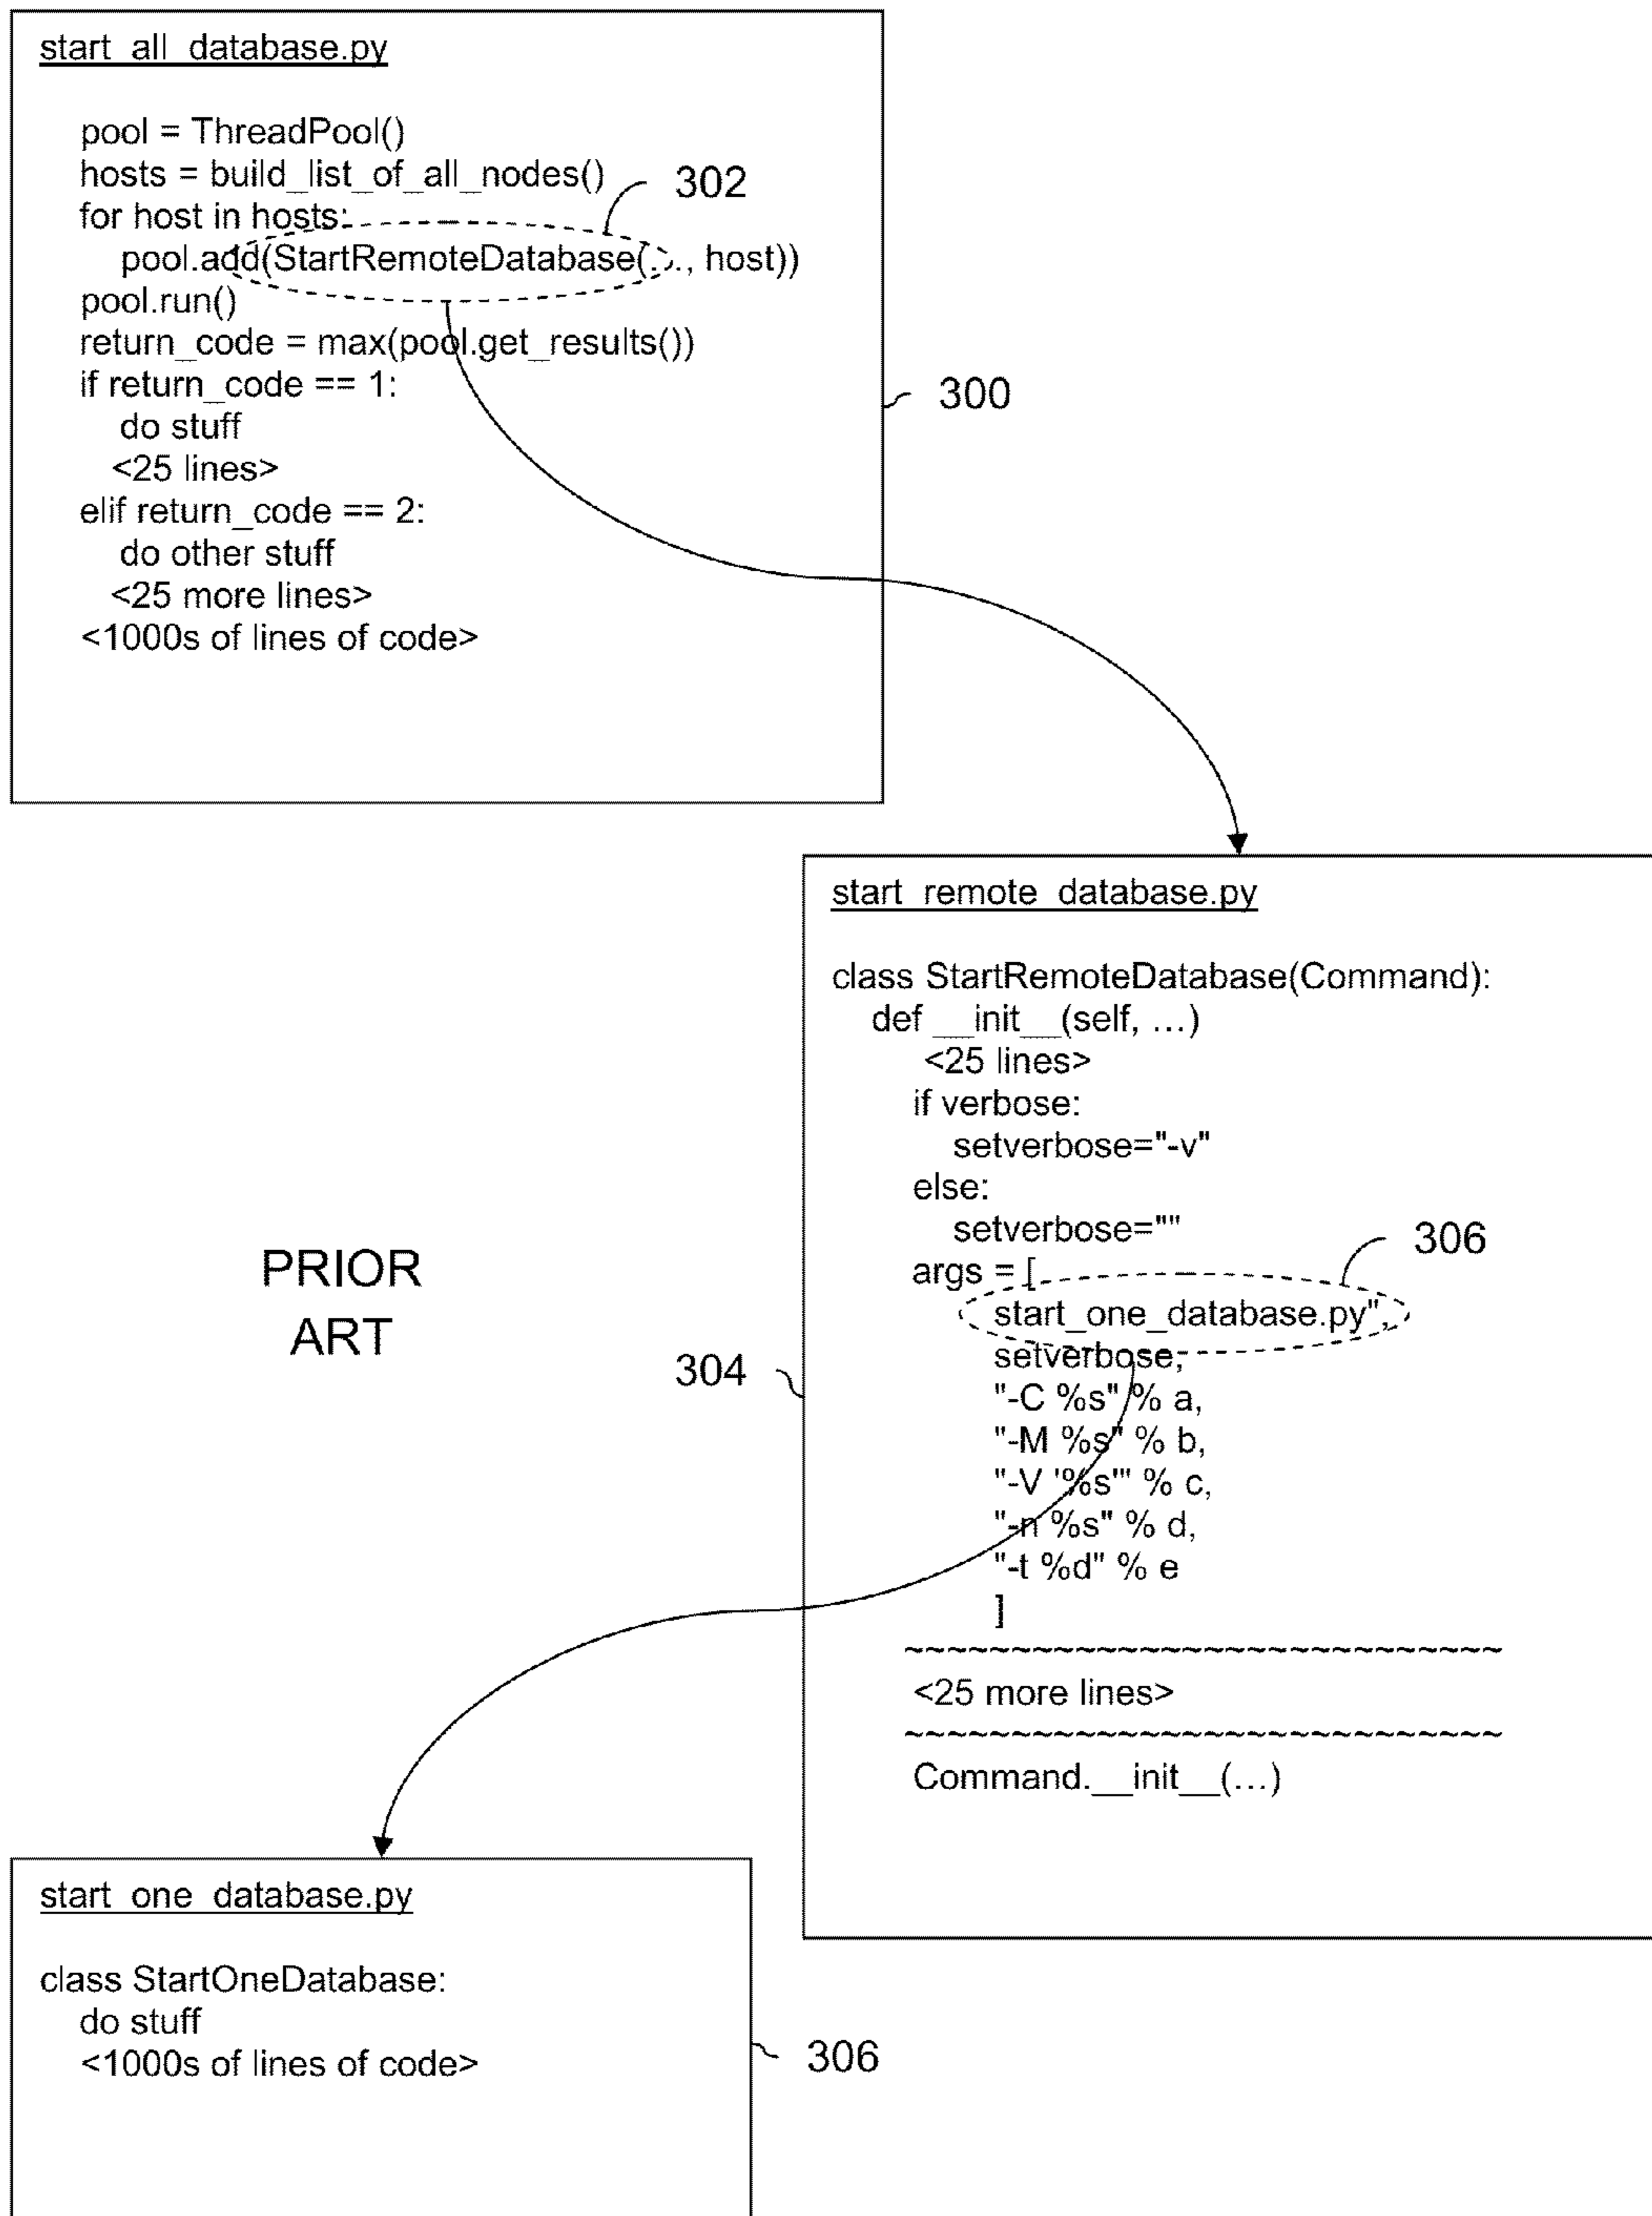 start_all_database.py
pool = ThreadPool()
hosts = build_list_of_all_nodes()
302
for host in hosts:
pool.add(StartRemoteDatabase(..., host))
pool.run()
return_code = max(pool.get_results())
if return_code == 1:
300
do stuff
<25 lines>
elif return_code == 2:
do other stuff
<25 more lines>
<1000s of lines of code>
start_remote_database.py
class StartRemoteDatabase(Command):
def __init__(self, ...)
<25 lines>
if verbose:
setverbose="-v"
else:
setverbose=""
306
args = [
start_one_database.py",
setverbose,
"-C %s" % a,
"-M %s" % b,
"-V '%s'" % c,
"-n %s" % d,
"-t %d" % e
]
~~~~~~~~~~~~~~~~~~~~~~~~~~~~
<25 more lines>
~~~~~~~~~~~~~~~~~~~~~~~~~~~~
Command.__init__(...)
304
PRIOR
ART
start_one_database.py
class StartOneDatabase:
do stuff
<1000s of lines of code>
306